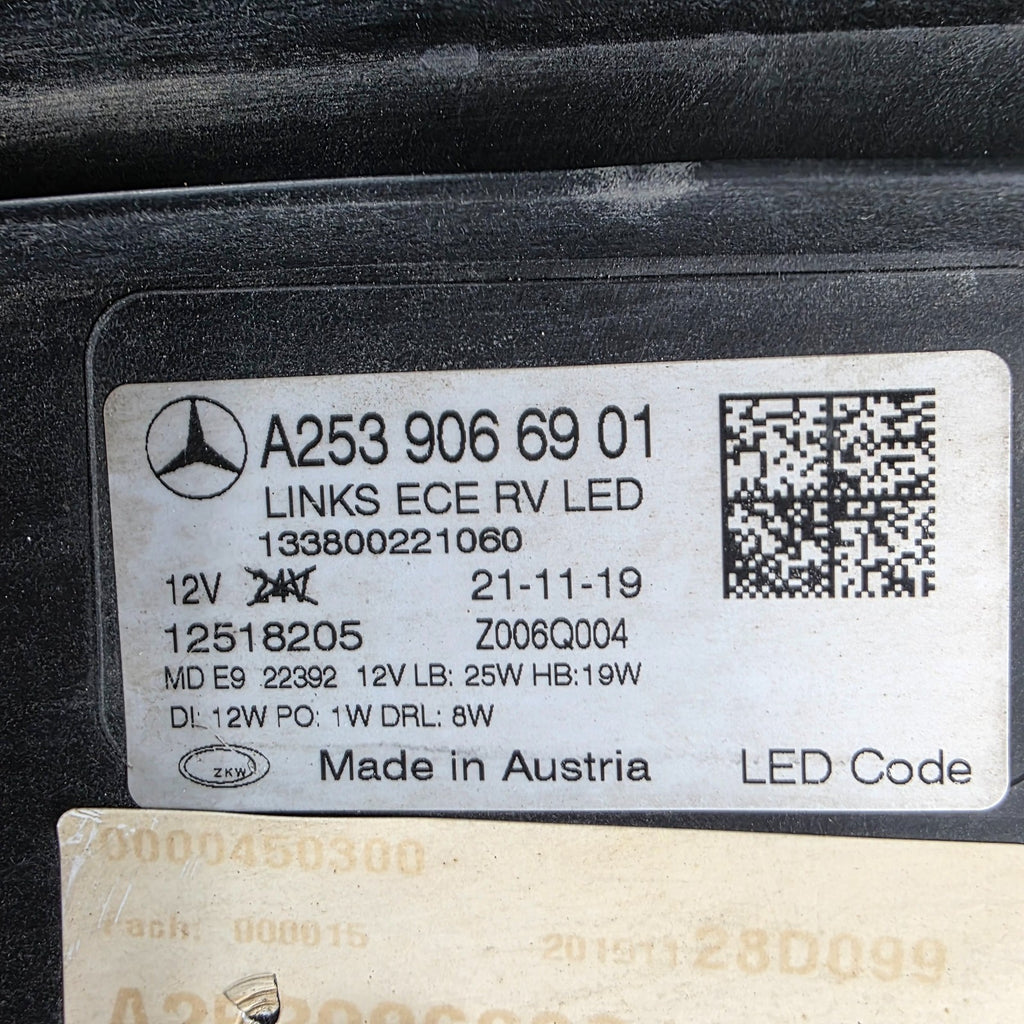 A253 906 69 01
LINKS ECE RV LED
133800221060
12V 24V 21-11-19
12518205 Z006Q004
MD E9 22392 12V LB: 25W HB:19W
DI: 12W PO: 1W DRL: 8W
ZKW Made in Austria LED Code
0000450300
Fach: 000015 201911 28D099